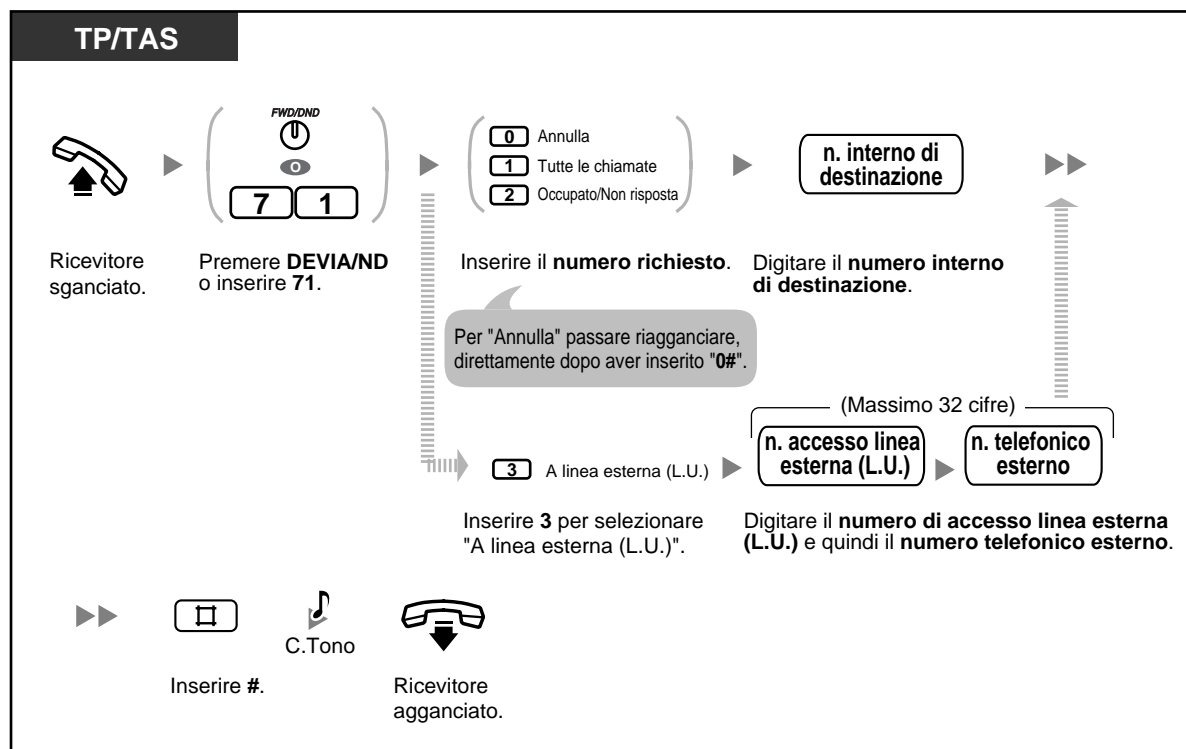 TP/TAS
FWD/DND
O
7 1
0 Annulla
1 Tutte le chiamate
2 Occupato/Non risposta
n. interno di
destinazione
Ricevitore
sganciato.
Premere DEVIA/ND
o inserire 71.
Inserire il numero richiesto.
Digitare il numero interno
di destinazione.
Per "Annulla" passare riagganciare,
direttamente dopo aver inserito "0#".
(Massimo 32 cifre)
3 A linea esterna (L.U.)
n. accesso linea
esterna (L.U.)
n. telefonico
esterno
Inserire 3 per selezionare
"A linea esterna (L.U.)".
Digitare il numero di accesso linea esterna
(L.U.) e quindi il numero telefonico esterno.
#
C.Tono
Inserire #.
Ricevitore
agganciato.